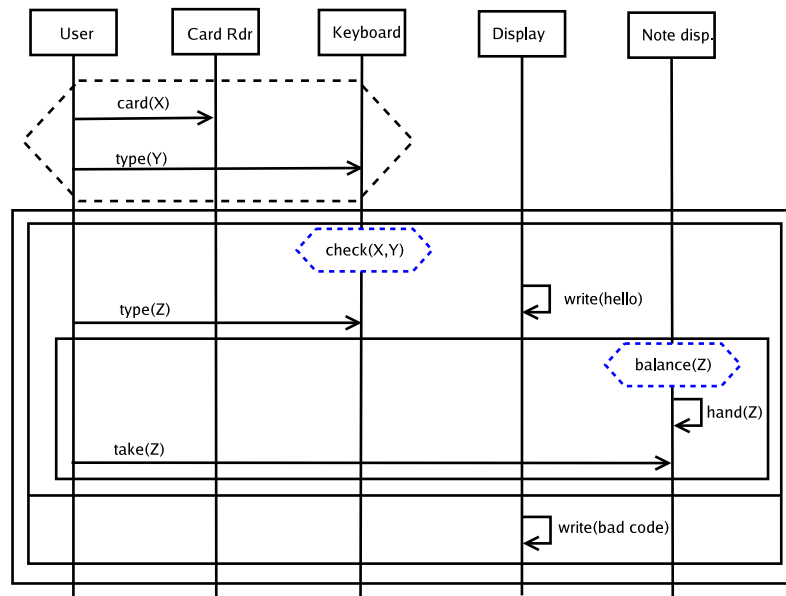 User
Card Rdr
Keyboard
Display
Note disp.
card(X)
type(Y)
check(X,Y)
write(hello)
type(Z)
balance(Z)
hand(Z)
take(Z)
write(bad code)